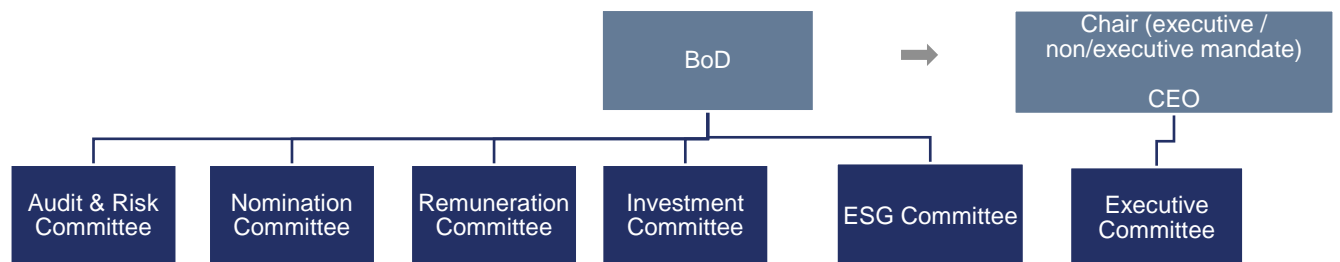 BoD
Chair (executive /
non/executive mandate)
CEO
Audit & Risk
Committee
Nomination
Committee
Remuneration
Committee
Investment
Committee
ESG Committee
Executive
Committee